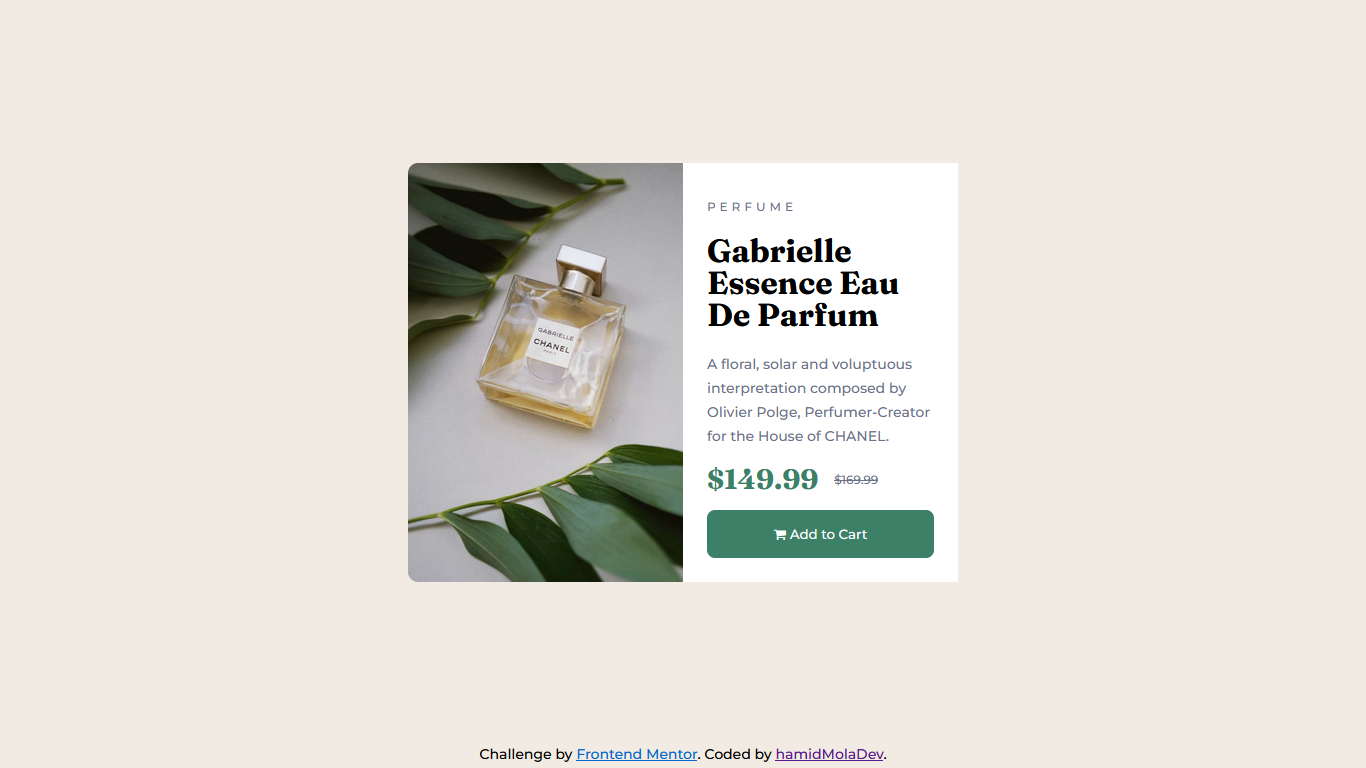 GABRIELLE
CHANEL
PARIS
PERFUME
Gabrielle
Essence Eau
De Parfum
A floral, solar and voluptuous
interpretation composed by
Olivier Polge, Perfumer-Creator
for the House of CHANEL.
$149.99 $169.99
Add to Cart
Challenge by Frontend Mentor. Coded by hamidMolaDev.